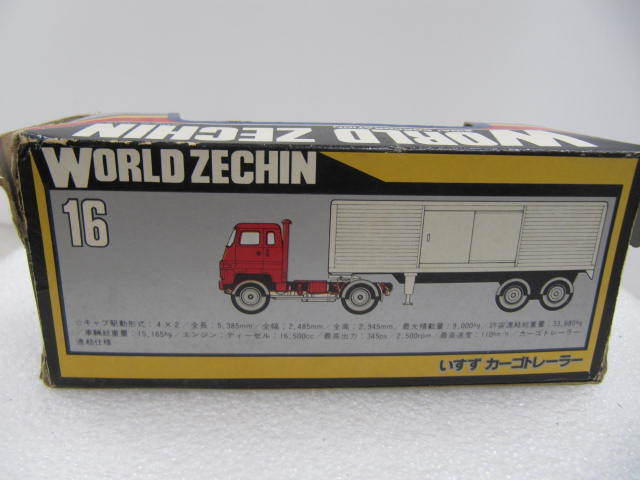 WORLD ZECHIN
WORLD ZECHIN
16
☆キャブ駆動形式：4×2／全長：5,385mm／全幅：2,485mm／全高：2,945mm、最大積載量：9,000kg、許容連結総重量：33,680kg
／車輌総重量：15,165kg／エンジン：ディーゼル：16,500cc／最高出力：345ps／2,500rpm／最高速度：110km/h／カーゴトレーラー
連結仕様
いすゞ カーゴトレーラー